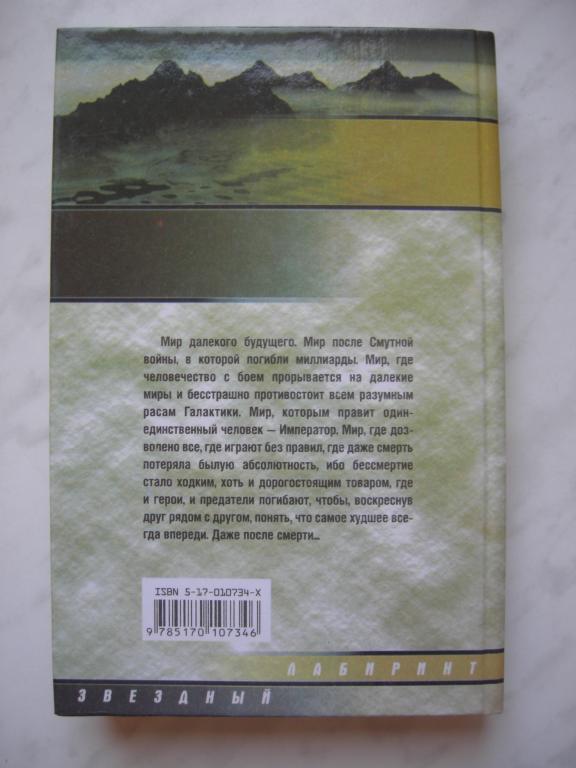 Мир далекого будущего. Мир после Смутной
войны, в которой погибли миллиарды. Мир, где
человечество с боем прорывается на далекие
миры и бесстрашно противостоит всем разумным
расам Галактики. Мир, которым правит один-
единственный человек — Император. Мир, где доз-
волено все, где играют без правил, где даже смерть
потеряла былую абсолютность, ибо бессмертие
стало ходким, хоть и дорогостоящим товаром, где
и герои, и предатели погибают, чтобы, воскреснув
друг рядом с другом, понять, что самое худшее все-
гда впереди. Даже после смерти...
ISBN 5-17-010734-X
9 785170 107346
ЛАБИРИНТ
ЗВЕЗДНЫЙ